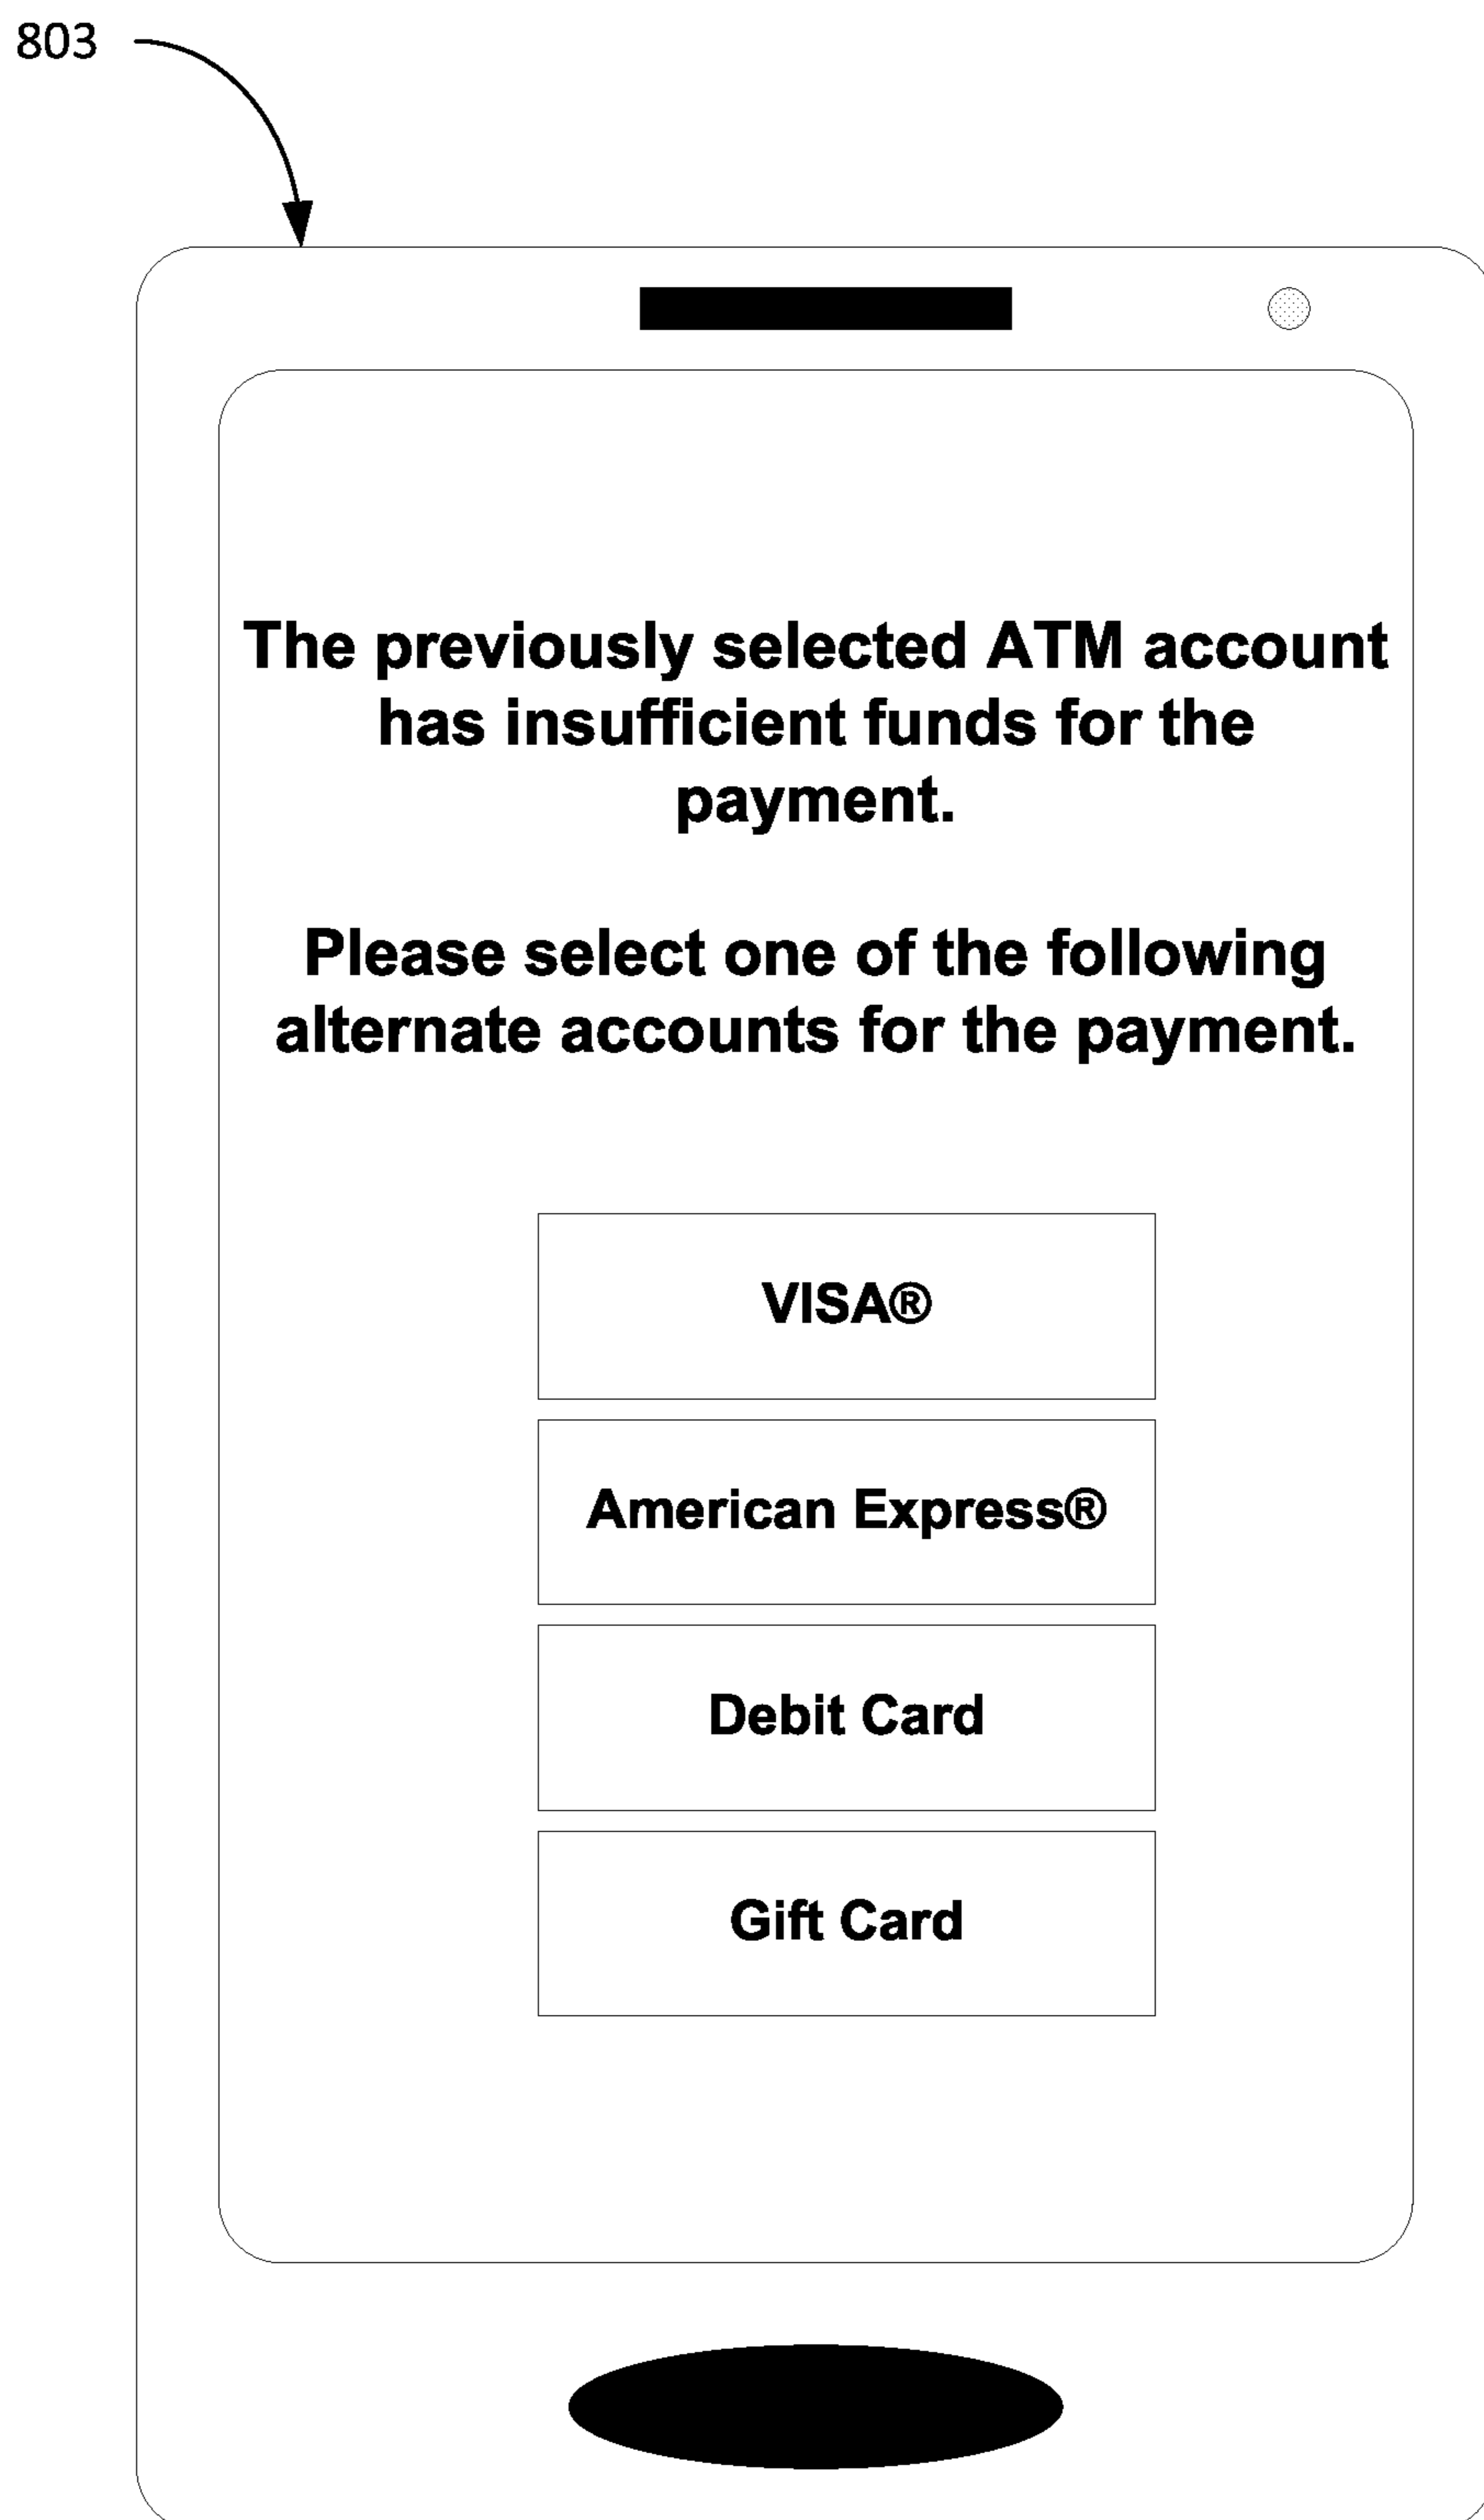 803
The previously selected ATM account
has insufficient funds for the
payment.
Please select one of the following
alternate accounts for the payment.
VISA®
American Express®
Debit Card
Gift Card